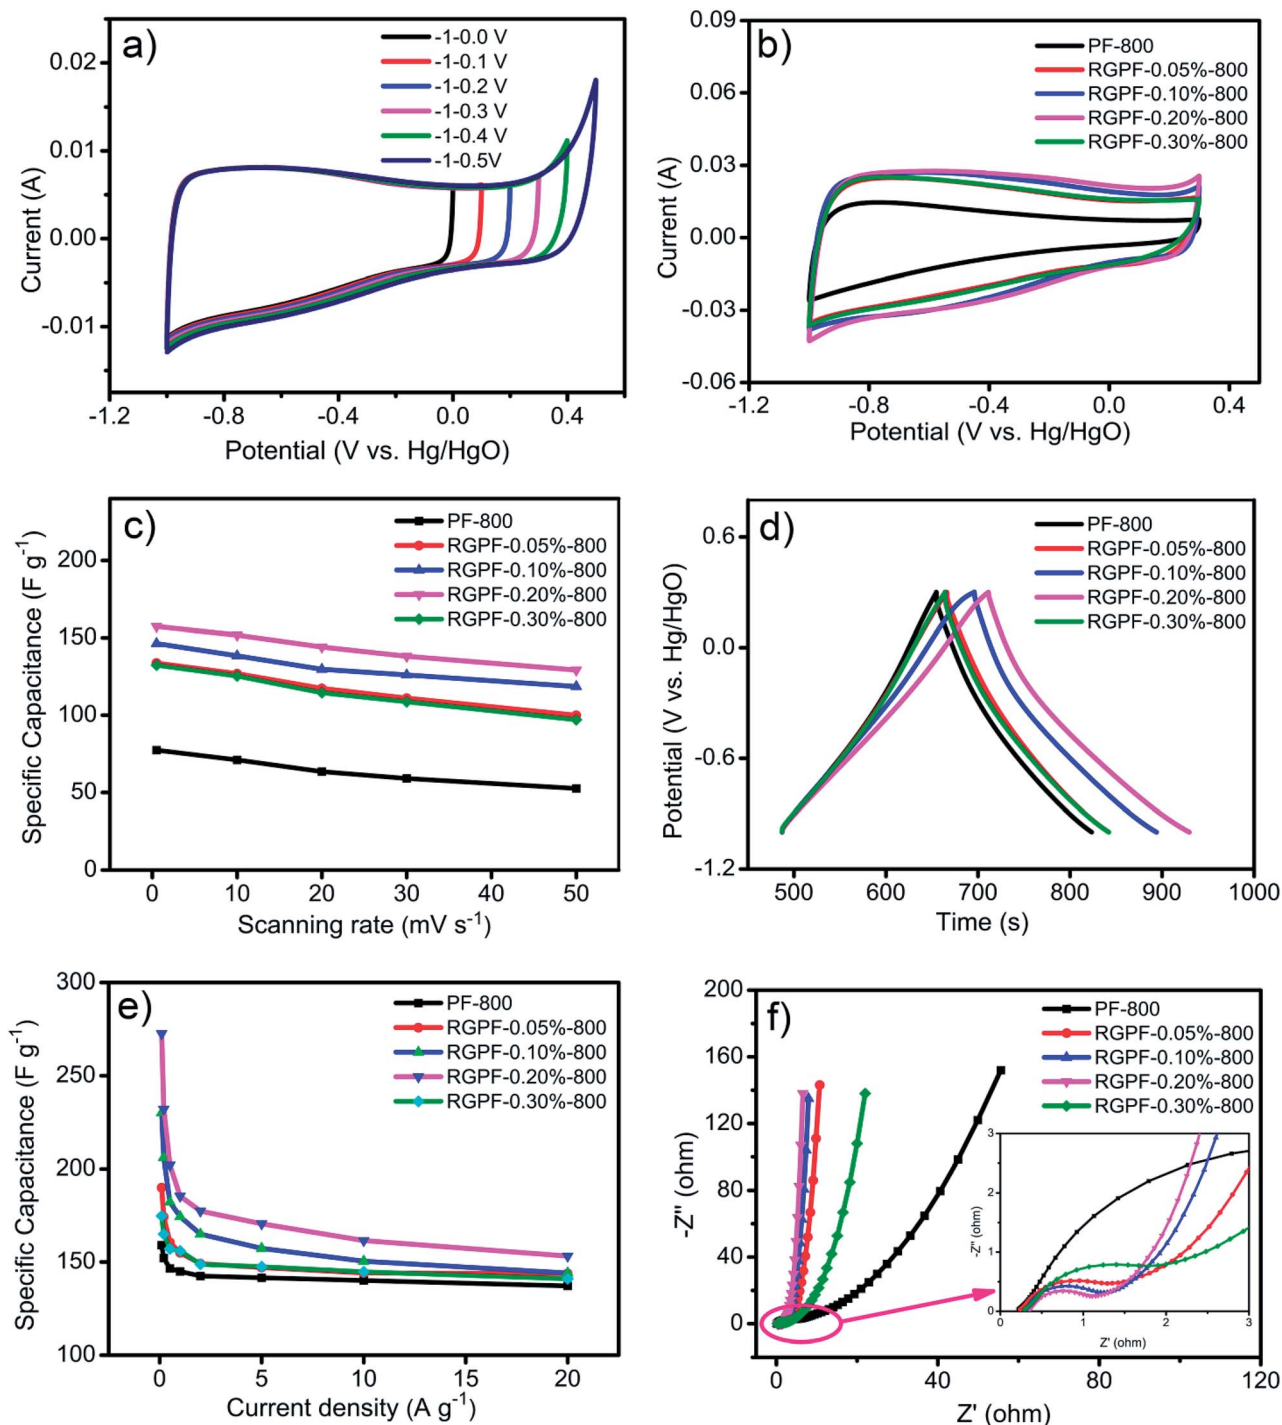 a)
-1-0.0 V
-1-0.1 V
-1-0.2 V
-1-0.3 V
-1-0.4 V
-1-0.5V
0.02
0.01
0.00
-0.01
Current (A)
-1.2
-0.8
-0.4
0.0
0.4
Potential (V vs. Hg/HgO)
b)
PF-800
RGPF-0.05%-800
RGPF-0.10%-800
RGPF-0.20%-800
RGPF-0.30%-800
0.09
0.06
0.03
0.00
-0.03
-0.06
Current (A)
-1.2
-0.8
-0.4
0.0
0.4
Potential (V vs. Hg/HgO)
c)
PF-800
RGPF-0.05%-800
RGPF-0.10%-800
RGPF-0.20%-800
RGPF-0.30%-800
200
150
100
50
0
Specific Capacitance (F g⁻¹)
0
10
20
30
40
50
Scanning rate (mV s⁻¹)
d)
PF-800
RGPF-0.05%-800
RGPF-0.10%-800
RGPF-0.20%-800
RGPF-0.30%-800
0.6
0.0
-0.6
-1.2
Potential (V vs. Hg/HgO)
500
600
700
800
900
1000
Time (s)
e)
PF-800
RGPF-0.05%-800
RGPF-0.10%-800
RGPF-0.20%-800
RGPF-0.30%-800
300
250
200
150
100
Specific Capacitance (F g⁻¹)
0
5
10
15
20
Current density (A g⁻¹)
f)
PF-800
RGPF-0.05%-800
RGPF-0.10%-800
RGPF-0.20%-800
RGPF-0.30%-800
200
160
120
80
40
0
-Z" (ohm)
0
40
80
120
Z' (ohm)
3
2
1
0
-Z" (ohm)
0
1
2
3
Z' (ohm)